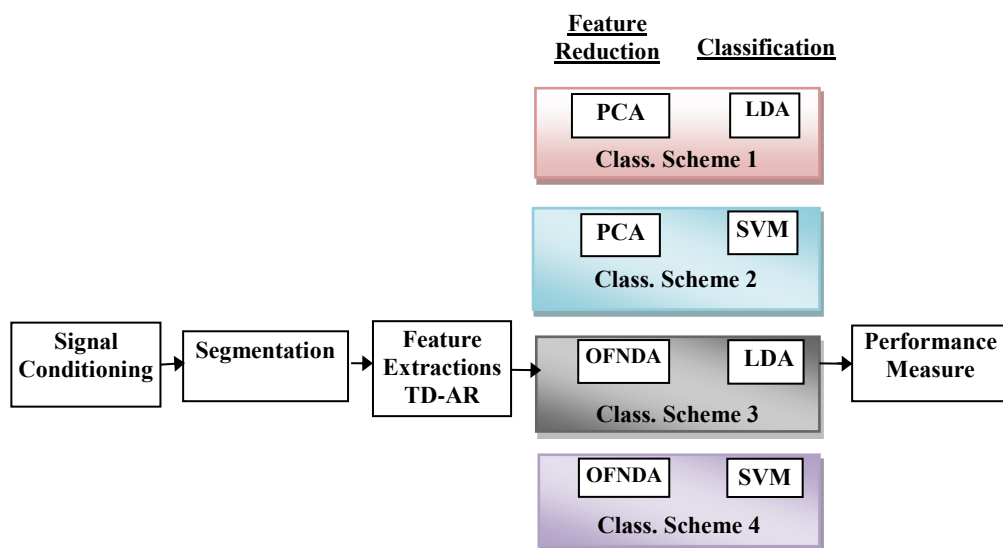 Feature
Reduction
Classification
PCA
LDA
Class. Scheme 1
PCA
SVM
Class. Scheme 2
Signal
Conditioning
Segmentation
Feature
Extractions
TD-AR
OFNDA
LDA
Class. Scheme 3
Performance
Measure
OFNDA
SVM
Class. Scheme 4